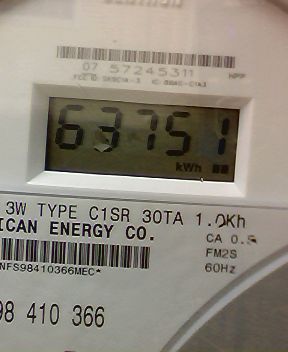 07 57245311 HPP
63751
kWh
3W TYPE C1SR 30TA 1.0Kh
ICAN ENERGY CO. CA 0.5
FM2S
NFS98410366MEC* 60Hz
98 410 366